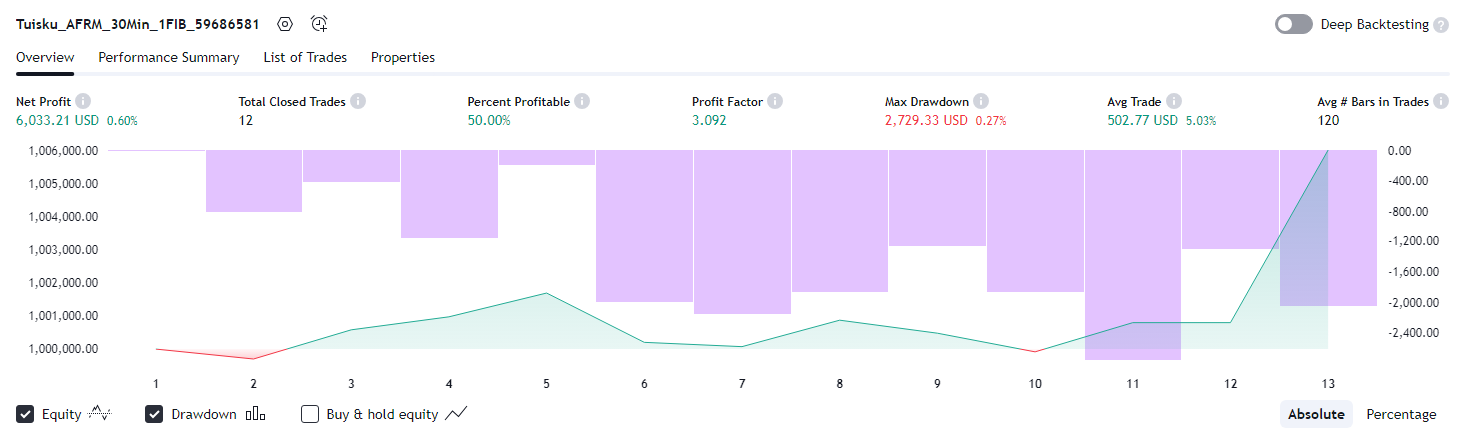 Tuisku_AFRM_30Min_1FIB_59686581
Deep Backtesting ?
Overview Performance Summary List of Trades Properties
Net Profit i Total Closed Trades i Percent Profitable i Profit Factor i Max Drawdown i Avg Trade i Avg # Bars in Trades i
6,033.21 USD 0.60% 12 50.00% 3.092 2,729.33 USD 0.27% 502.77 USD 5.03% 120
1,006,000.00 0.00
1,005,000.00 -400.00
1,004,000.00 -800.00
1,003,000.00 -1,200.00
1,002,000.00 -1,600.00
1,001,000.00 -2,000.00
1,000,000.00 -2,400.00
1 2 3 4 5 6 7 8 9 10 11 12 13
Equity Drawdown Buy & hold equity Absolute Percentage